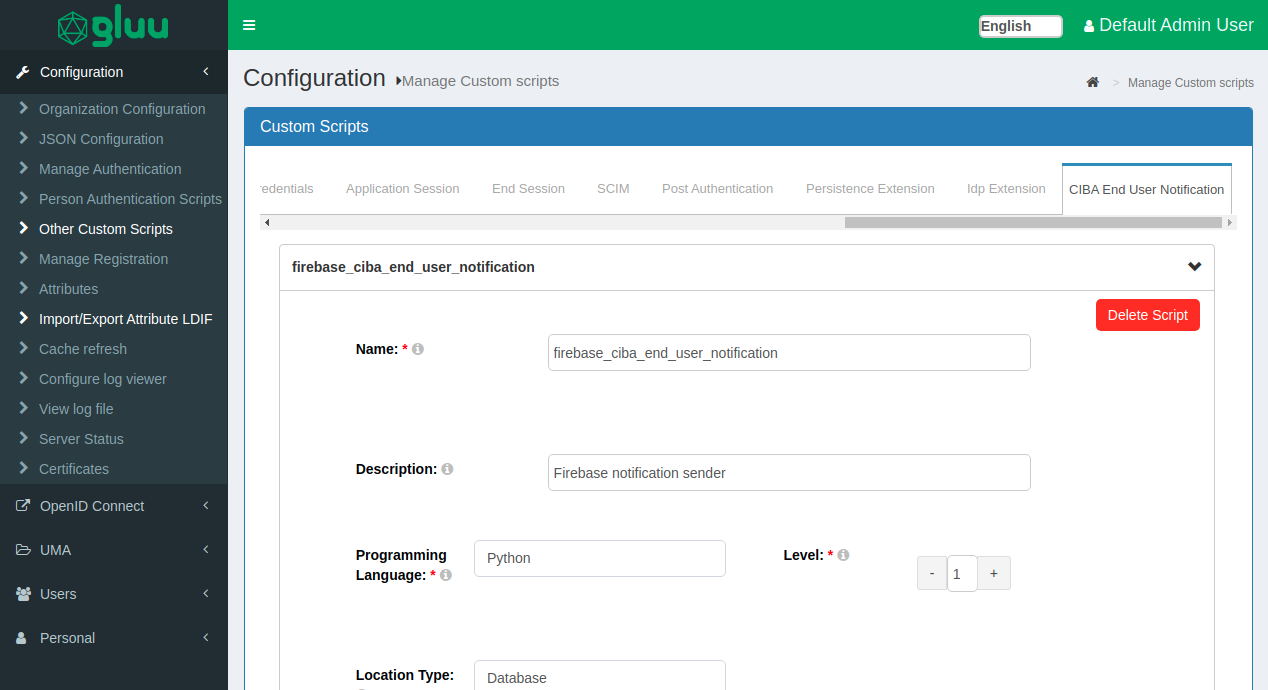 gluu
English
Default Admin User
Configuration
Organization Configuration
JSON Configuration
Manage Authentication
Person Authentication Scripts
Other Custom Scripts
Manage Registration
Attributes
Import/Export Attribute LDIF
Cache refresh
Configure log viewer
View log file
Server Status
Certificates
OpenID Connect
UMA
Users
Personal
Configuration Manage Custom scripts
> Manage Custom scripts
Custom Scripts
redentials Application Session End Session SCIM Post Authentication Persistence Extension Idp Extension CIBA End User Notification
firebase_ciba_end_user_notification
Delete Script
Name: * firebase_ciba_end_user_notification
Description: Firebase notification sender
Programming
Language: * Python
Level: * - 1 +
Location Type: Database